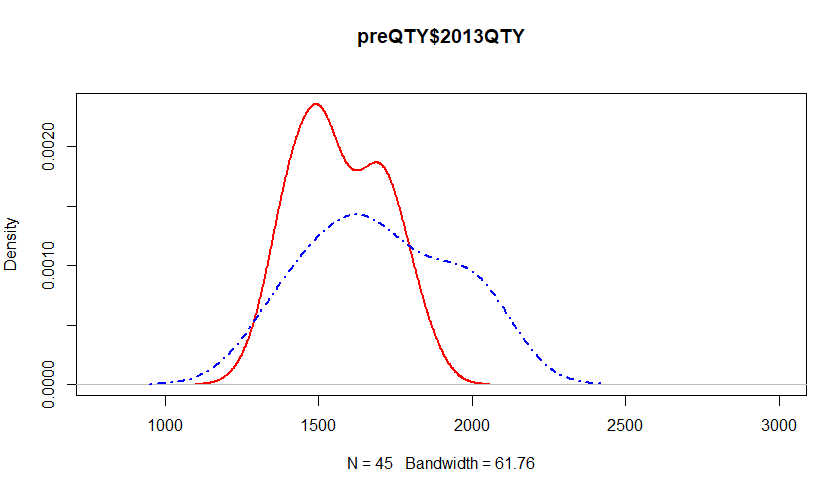 preQTY$2013QTY
Density
0.0020
0.0010
0.0000
1000 1500 2000 2500 3000
N = 45 Bandwidth = 61.76